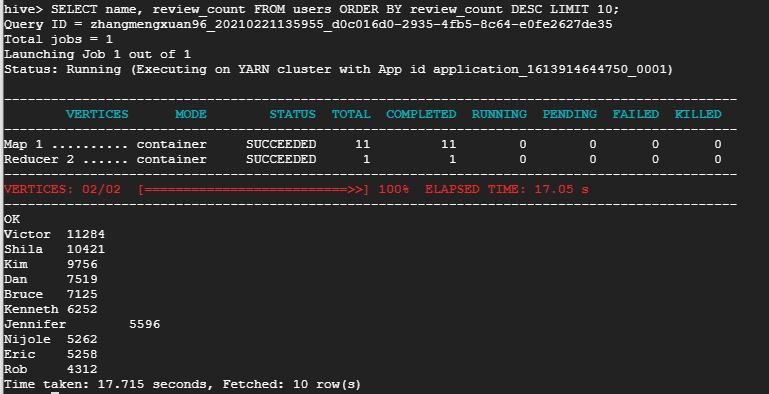 hive> SELECT name, review_count FROM users ORDER BY review_count DESC LIMIT 10;
Query ID = zhangmengxuan96_20210221135955_d0c016d0-2935-4fb5-8c64-e0fe2627de35
Total jobs = 1
Launching Job 1 out of 1
Status: Running (Executing on YARN cluster with App id application_1613914644750_0001)
----------------------------------------------------------------------------------------------
VERTICES MODE STATUS TOTAL COMPLETED RUNNING PENDING FAILED KILLED
----------------------------------------------------------------------------------------------
Map 1 .......... container SUCCEEDED 11 11 0 0 0 0
Reducer 2 ...... container SUCCEEDED 1 1 0 0 0 0
----------------------------------------------------------------------------------------------
VERTICES: 02/02 [==========================>>] 100% ELAPSED TIME: 17.05 s
----------------------------------------------------------------------------------------------
OK
Victor 11284
Shila 10421
Kim 9756
Dan 7519
Bruce 7125
Kenneth 6252
Jennifer 5596
Nijole 5262
Eric 5258
Rob 4312
Time taken: 17.715 seconds, Fetched: 10 row(s)